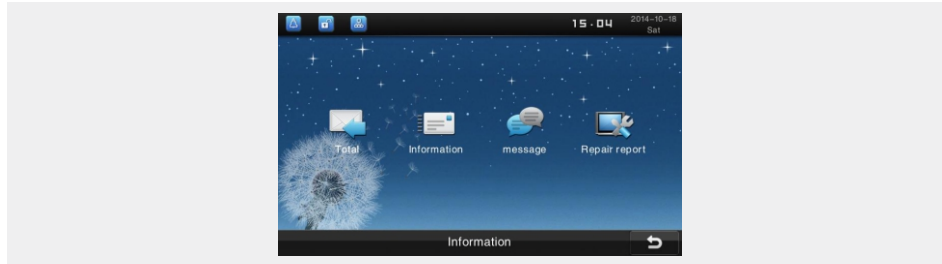 15:04 2014-10-18
Sat
Total Information message Repair report
Information